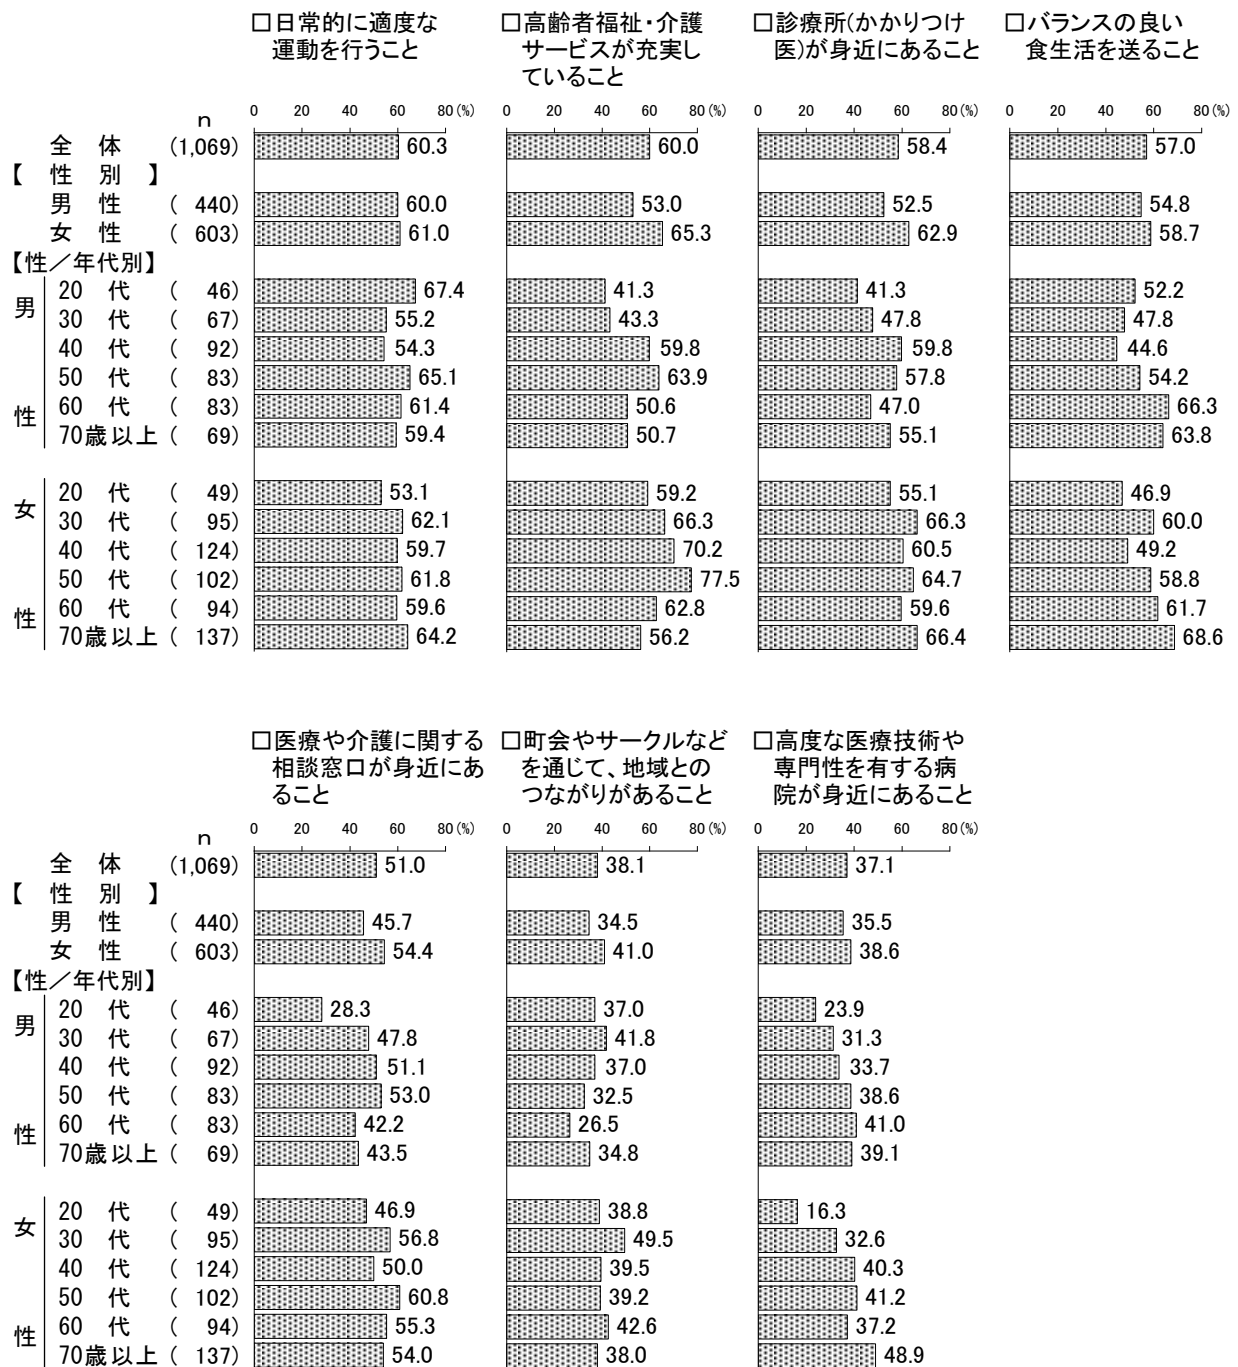 □日常的に適度な
運動を行うこと
□高齢者福祉・介護
サービスが充実し
ていること
□診療所(かかりつけ
医)が身近にあること
□バランスの良い
食生活を送ること
n 0 20 40 60 80(%) 0 20 40 60 80(%) 0 20 40 60 80(%) 0 20 40 60 80(%)
全 体 (1,069) 60.3 60.0 58.4 57.0
【 性 別 】
男 性 ( 440) 60.0 53.0 52.5 54.8
女 性 ( 603) 61.0 65.3 62.9 58.7
【性／年代別】
男性
20 代 ( 46) 67.4 41.3 41.3 52.2
30 代 ( 67) 55.2 43.3 47.8 47.8
40 代 ( 92) 54.3 59.8 59.8 44.6
50 代 ( 83) 65.1 63.9 57.8 54.2
60 代 ( 83) 61.4 50.6 47.0 66.3
70歳以上 ( 69) 59.4 50.7 55.1 63.8
女性
20 代 ( 49) 53.1 59.2 55.1 46.9
30 代 ( 95) 62.1 66.3 66.3 60.0
40 代 ( 124) 59.7 70.2 60.5 49.2
50 代 ( 102) 61.8 77.5 64.7 58.8
60 代 ( 94) 59.6 62.8 59.6 61.7
70歳以上 ( 137) 64.2 56.2 66.4 68.6
□医療や介護に関する
相談窓口が身近にあ
ること
□町会やサークルなど
を通じて、地域との
つながりがあること
□高度な医療技術や
専門性を有する病
院が身近にあること
n 0 20 40 60 80(%) 0 20 40 60 80(%) 0 20 40 60 80(%)
全 体 (1,069) 51.0 38.1 37.1
【 性 別 】
男 性 ( 440) 45.7 34.5 35.5
女 性 ( 603) 54.4 41.0 38.6
【性／年代別】
男性
20 代 ( 46) 28.3 37.0 23.9
30 代 ( 67) 47.8 41.8 31.3
40 代 ( 92) 51.1 37.0 33.7
50 代 ( 83) 53.0 32.5 38.6
60 代 ( 83) 42.2 26.5 41.0
70歳以上 ( 69) 43.5 34.8 39.1
女性
20 代 ( 49) 46.9 38.8 16.3
30 代 ( 95) 56.8 49.5 32.6
40 代 ( 124) 50.0 39.5 40.3
50 代 ( 102) 60.8 39.2 41.2
60 代 ( 94) 55.3 42.6 37.2
70歳以上 ( 137) 54.0 38.0 48.9